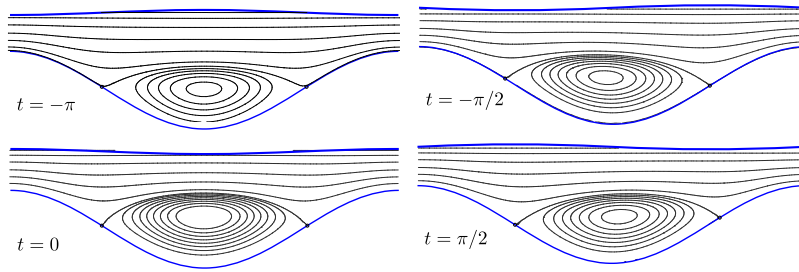 t = −π
t = −π/2
t = 0
t = π/2